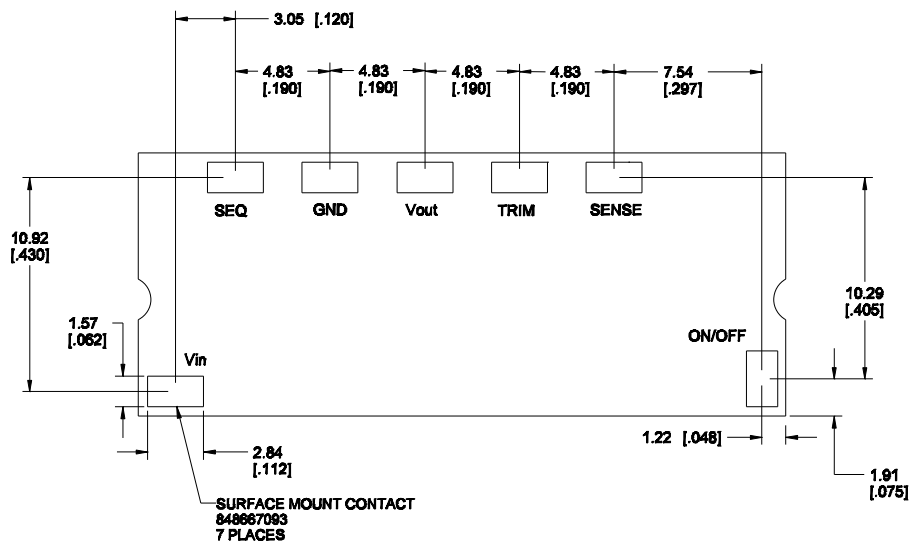 3.05 [.120]
4.83
[.190]
4.83
[.190]
4.83
[.190]
4.83
[.190]
7.54
[.297]
SEQ
GND
Vout
TRIM
SENSE
10.92
[.430]
10.29
[.405]
1.57
[.062]
Vin
ON/OFF
1.22 [.048]
2.84
[.112]
1.91
[.075]
SURFACE MOUNT CONTACT
848667093
7 PLACES